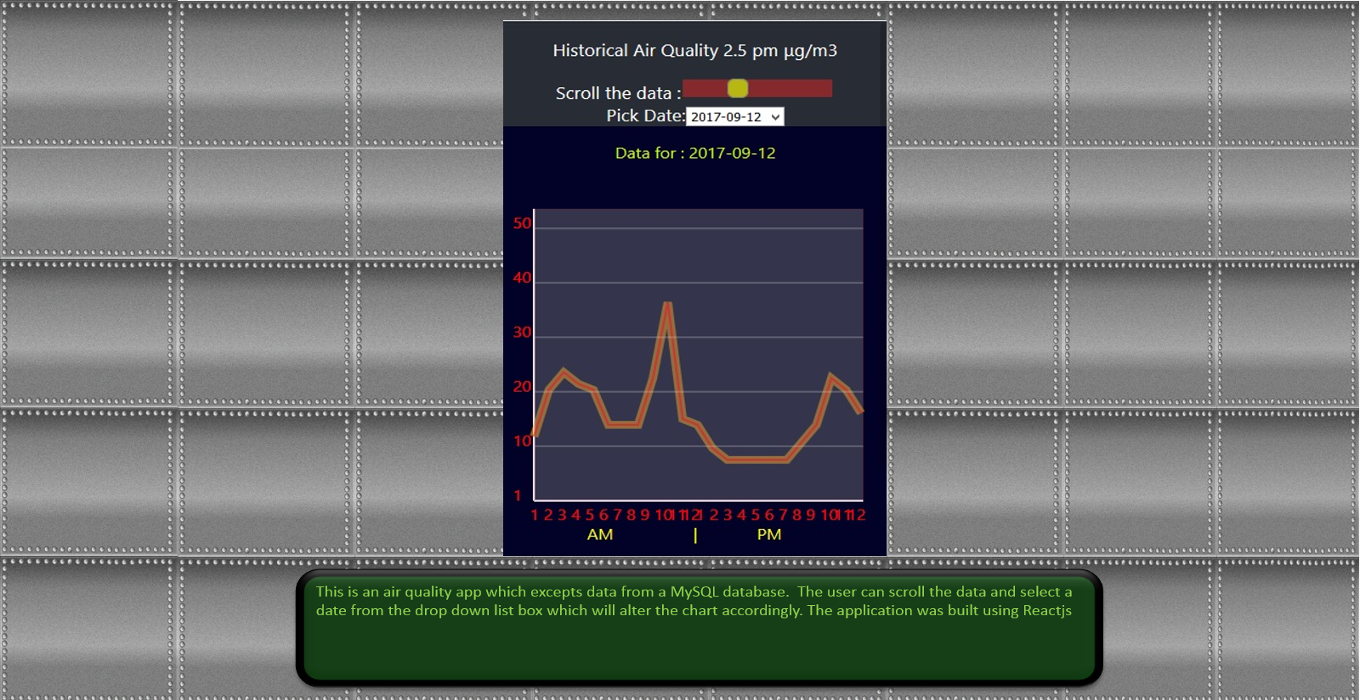 Historical Air Quality 2.5 pm µg/m3
Scroll the data :
Pick Date: 2017-09-12
Data for : 2017-09-12
50
40
30
20
10
1
1 2 3 4 5 6 7 8 9 10 11 12 1 2 3 4 5 6 7 8 9 10 11 12
AM | PM
This is an air quality app which excepts data from a MySQL database.  The user can scroll the data and select a
date from the drop down list box which will alter the chart accordingly. The application was built using Reactjs